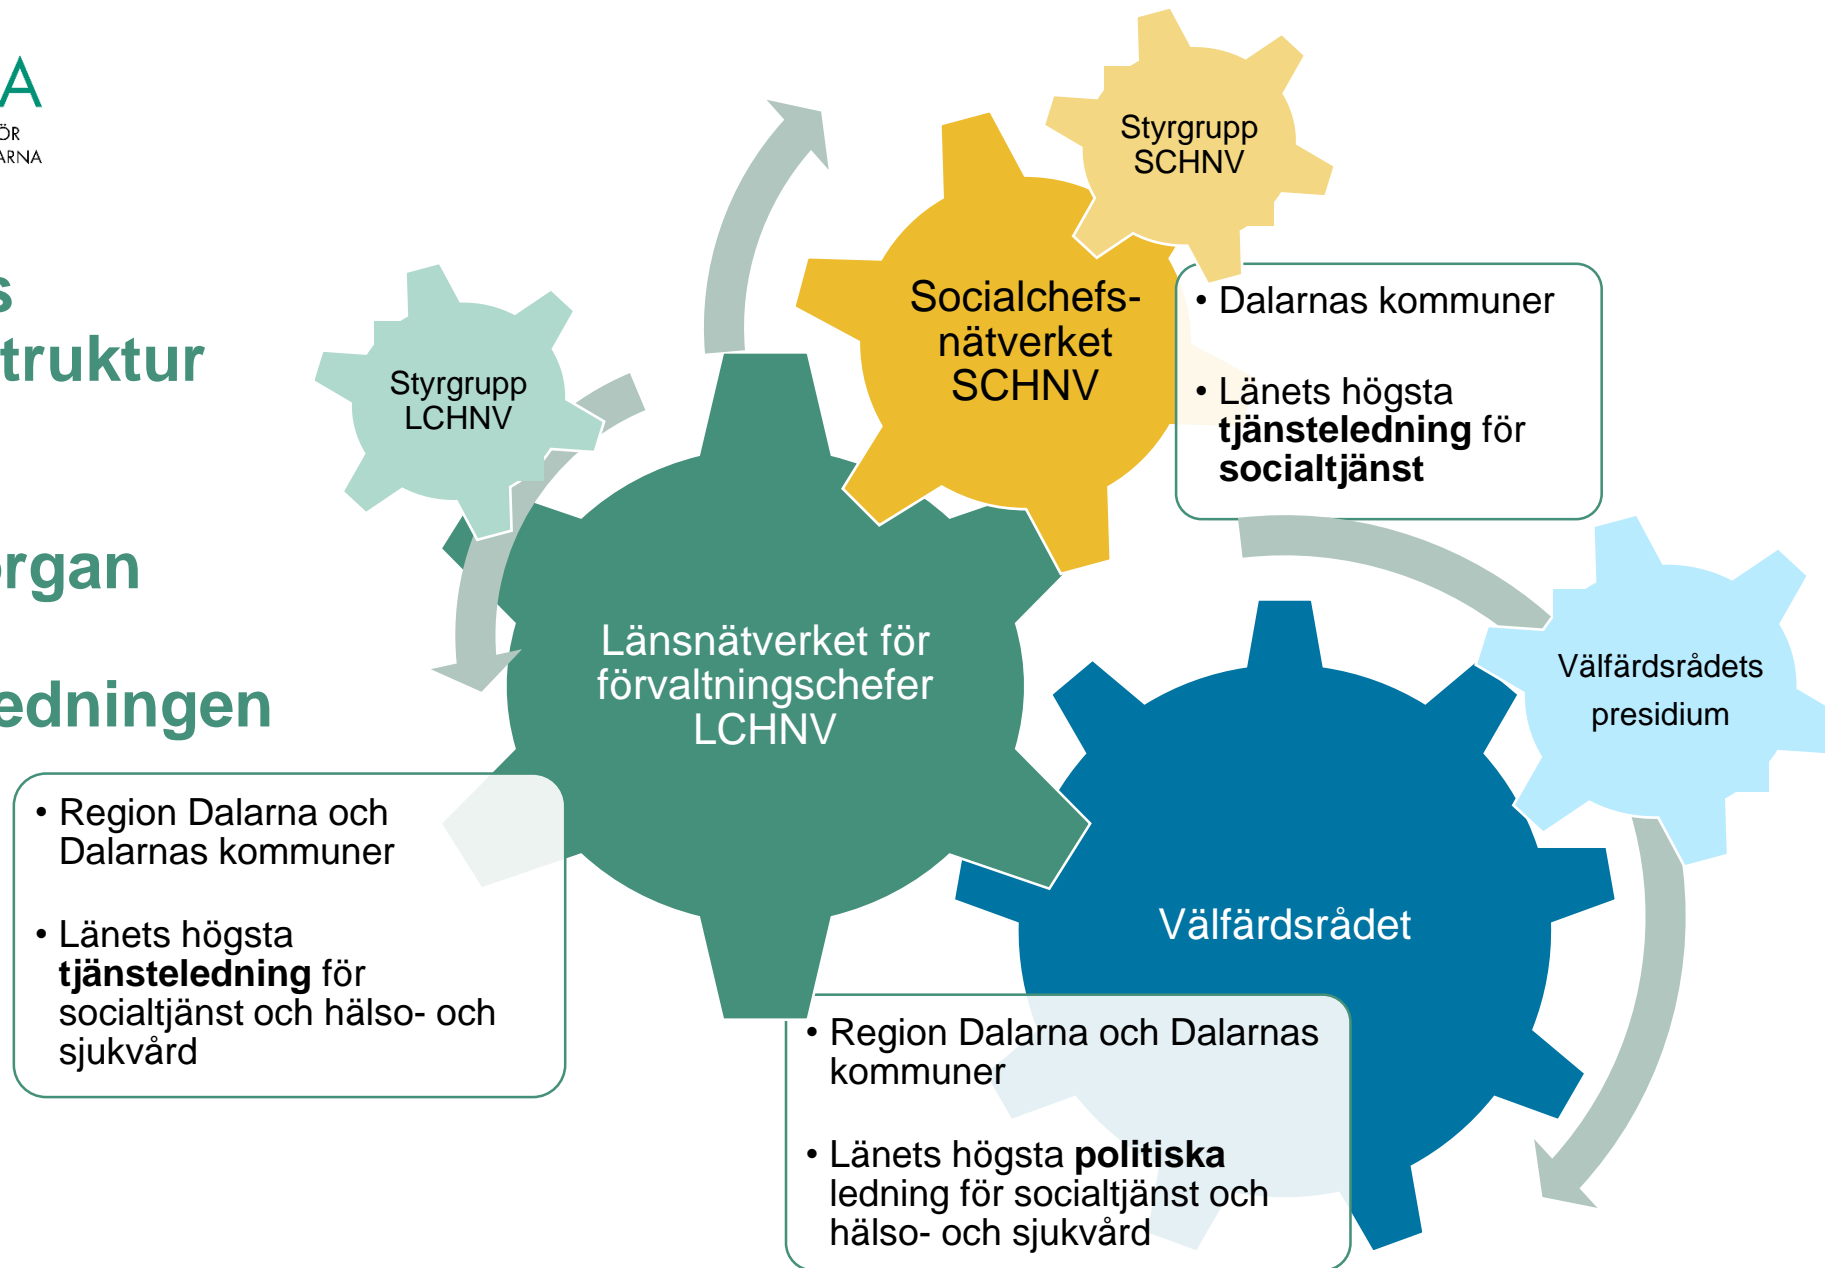 A
ÖR
ARNA
s
truktur
organ
edningen
Styrgrupp
SCHNV
Socialchefs-
nätverket
SCHNV
• Dalarnas kommuner
• Länets högsta
tjänsteledning för
socialtjänst
Styrgrupp
LCHNV
Länsnätverket för
förvaltningschefer
LCHNV
Välfärdsrådets
presidium
Välfärdsrådet
• Region Dalarna och
Dalarnas kommuner
• Länets högsta
tjänsteledning för
socialtjänst och hälso- och
sjukvård
• Region Dalarna och Dalarnas
kommuner
• Länets högsta politiska
ledning för socialtjänst och
hälso- och sjukvård